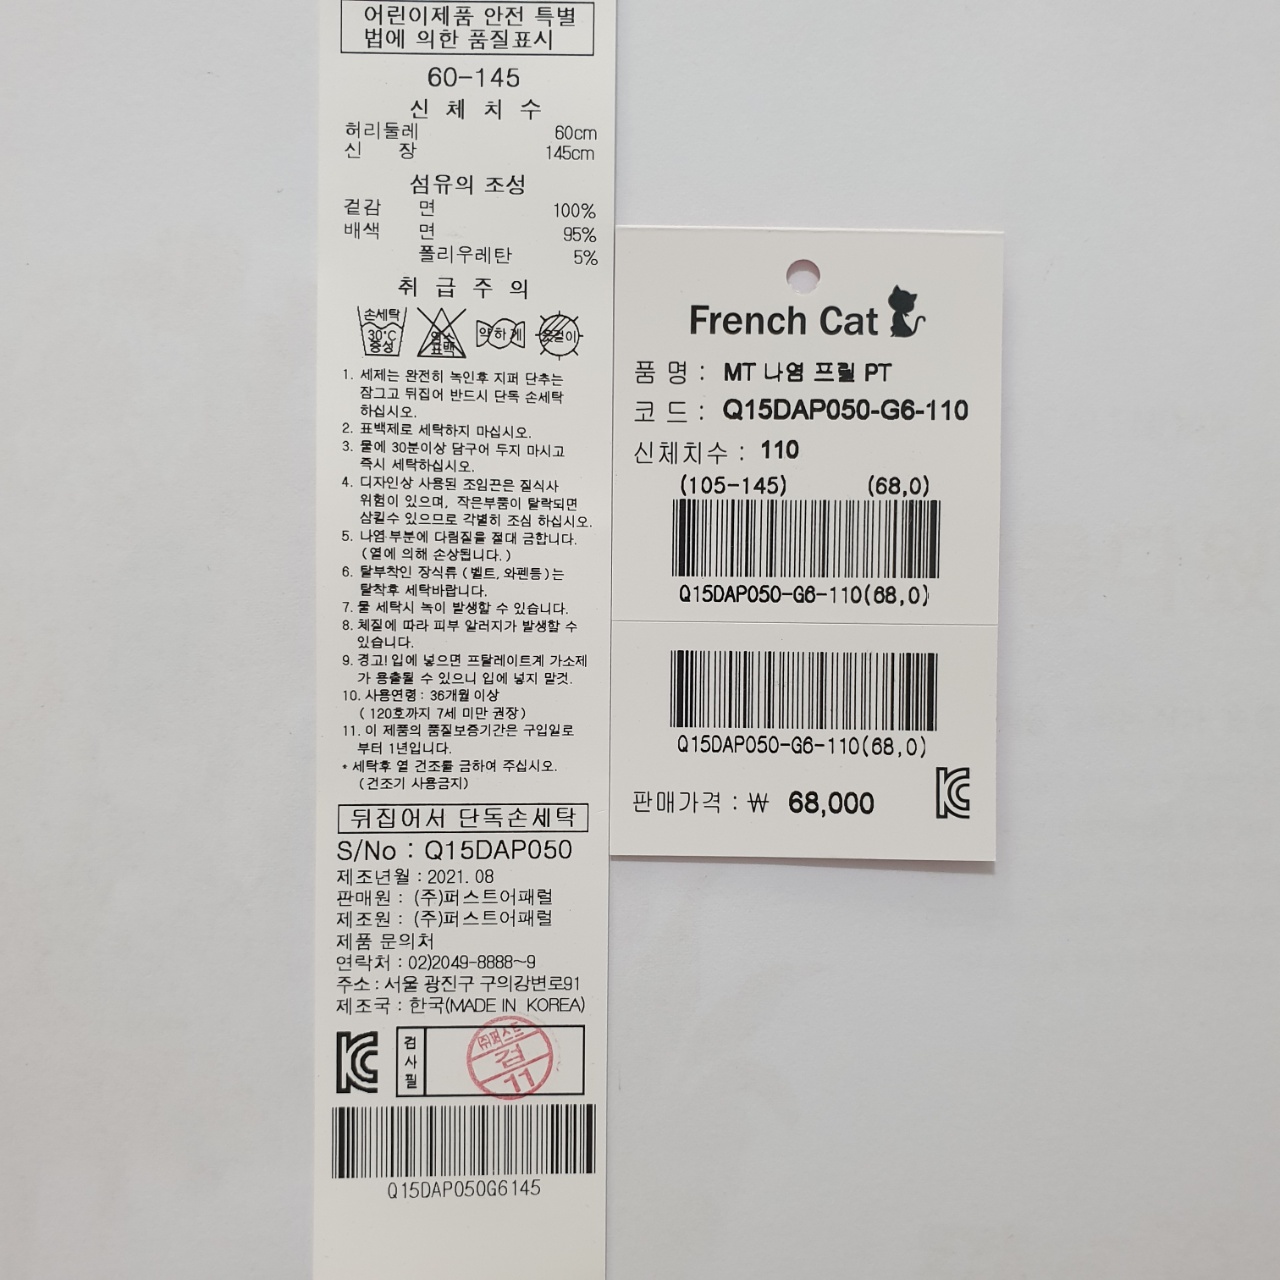 어린이제품 안전 특별
법에 의한 품질표시
60-145
신 체 치 수
허리둘레 60cm
신 장 145cm
섬유의 조성
겉감 면 100%
배색 면 95%
폴리우레탄 5%
취 급 주 의
손세탁 30°C 중성
염소 표백
약하게
옷걸이
1. 세제는 완전히 녹인후 지퍼 단추는
잠그고 뒤집어 반드시 단독 손세탁
하십시오.
2. 표백제로 세탁하지 마십시오.
3. 물에 30분이상 담구어 두지 마시고
즉시 세탁하십시오.
4. 디자인상 사용된 조임끈은 질식사
위험이 있으며, 작은부품이 탈락되면
삼킬수 있으므로 각별히 조심 하십시오.
5. 나염부분에 다림질을 절대 금합니다.
(열에 의해 손상됩니다.)
6. 탈부착인 장식류 (벨트, 와펜등)는
탈착후 세탁바랍니다.
7. 물 세탁시 녹이 발생할 수 있습니다.
8. 체질에 따라 피부 알러지가 발생할 수
있습니다.
9. 경고! 입에 넣으면 프탈레이트계 가소제
가 용출될 수 있으니 입에 넣지 말것.
10. 사용연령 : 36개월 이상
( 120호까지 7세 미만 권장 )
11. 이 제품의 품질보증기간은 구입일로
부터 1년입니다.
* 세탁후 열 건조를 금하여 주십시오.
(건조기 사용금지)
뒤집어서 단독손세탁
S/No : Q15DAP050
제조년월 : 2021. 08
판매원 : (주)퍼스트어패럴
제조원 : (주)퍼스트어패럴
제품 문의처
연락처 : 02)2049-8888~9
주소 : 서울 광진구 구의강변로91
제조국 : 한국(MADE IN KOREA)
KC
검사필
㈜퍼스트
검
11
Q15DAP050G6145
French Cat
품 명 : MT 나염 프릴 PT
코 드 : Q15DAP050-G6-110
신체치수 : 110
(105-145) (68,0)
Q15DAP050-G6-110(68,0)
Q15DAP050-G6-110(68,0)
판매가격 : ₩ 68,000
KC